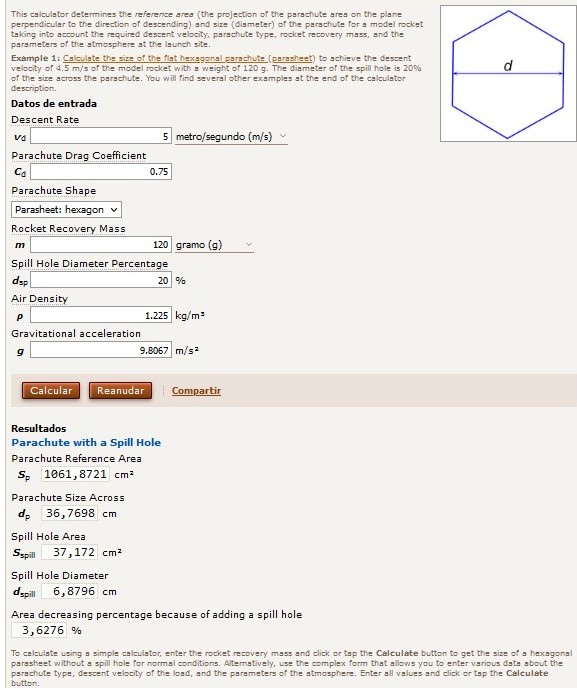 This calculator determines the reference area (the projection of the parachute area on the plane
perpendicular to the direction of descending) and size (diameter) of the parachute for a model rocket
taking into account the required descent velocity, parachute type, rocket recovery mass, and the
parameters of the atmosphere at the launch site.
Example 1: Calculate the size of the flat hexagonal parachute (parasheet) to achieve the descent
velocity of 4.5 m/s of the model rocket with a weight of 120 g. The diameter of the spill hole is 20%
of the size across the parachute. You will find several other examples at the end of the calculator
description.
d
Datos de entrada
Descent Rate
vd 5 metro/segundo (m/s)
Parachute Drag Coefficient
Cd 0.75
Parachute Shape
Parasheet: hexagon
Rocket Recovery Mass
m 120 gramo (g)
Spill Hole Diameter Percentage
dsp 20 %
Air Density
ρ 1.225 kg/m³
Gravitational acceleration
g 9.8067 m/s²
Calcular Reanudar Compartir
Resultados
Parachute with a Spill Hole
Parachute Reference Area
Sp 1061,8721 cm²
Parachute Size Across
dp 36,7698 cm
Spill Hole Area
Sspill 37,172 cm²
Spill Hole Diameter
dspill 6,8796 cm
Area decreasing percentage because of adding a spill hole
3,6276 %
To calculate using a simple calculator, enter the rocket recovery mass and click or tap the Calculate button to get the size of a hexagonal
parasheet without a spill hole for normal conditions. Alternatively, use the complex form that allows you to enter various data about the
parachute type, descent velocity of the load, and the parameters of the atmosphere. Enter all values and click or tap the Calculate
button.